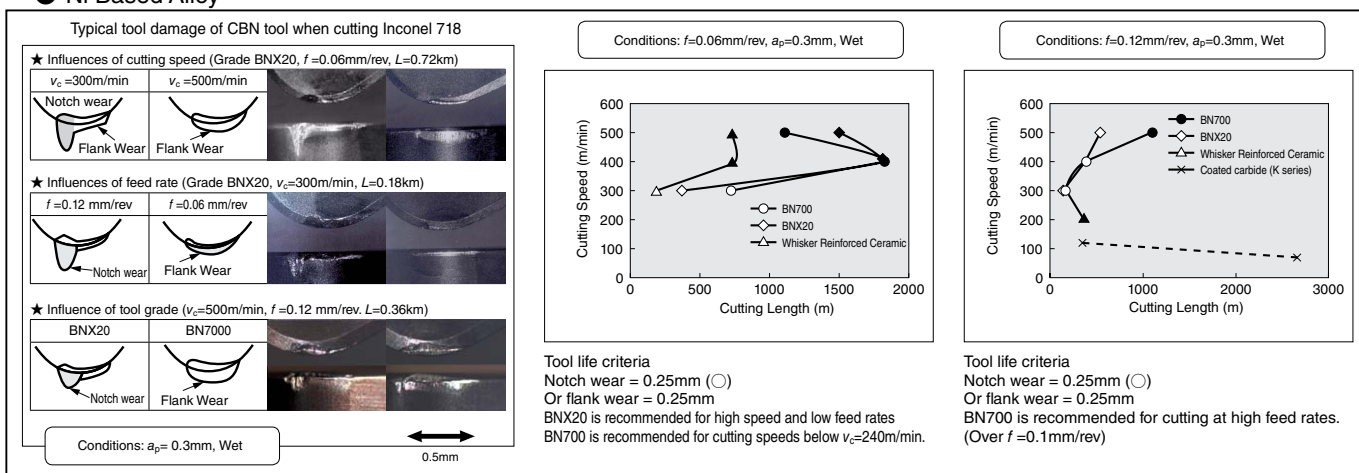 ● Ni Based Alloy
Typical tool damage of CBN tool when cutting Inconel 718
★ Influences of cutting speed (Grade BNX20, f =0.06mm/rev, L=0.72km)
vc =300m/min vc =500m/min
Notch wear
Flank Wear Flank Wear
★ Influences of feed rate (Grade BNX20, vc=300m/min, L=0.18km)
f =0.12 mm/rev f =0.06 mm/rev
Notch wear Flank Wear
★ Influence of tool grade (vc=500m/min, f =0.12 mm/rev. L=0.36km)
BNX20 BN7000
Notch wear Flank Wear
Conditions: ap= 0.3mm, Wet
0.5mm
Conditions: f=0.06mm/rev, ap=0.3mm, Wet
Cutting Speed (m/min)
600
500
400
300
200
100
0
BN700
BNX20
Whisker Reinforced Ceramic
0 500 1000 1500 2000
Cutting Length (m)
Tool life criteria
Notch wear = 0.25mm (○)
Or flank wear = 0.25mm
BNX20 is recommended for high speed and low feed rates
BN700 is recommended for cutting speeds below vc=240m/min.
Conditions: f=0.12mm/rev, ap=0.3mm, Wet
Cutting Speed (m/min)
600
500
400
300
200
100
0
BN700
BNX20
Whisker Reinforced Ceramic
Coated carbide (K series)
0 1000 2000 3000
Cutting Length (m)
Tool life criteria
Notch wear = 0.25mm (○)
Or flank wear = 0.25mm
BN700 is recommended for cutting at high feed rates.
(Over f =0.1mm/rev)